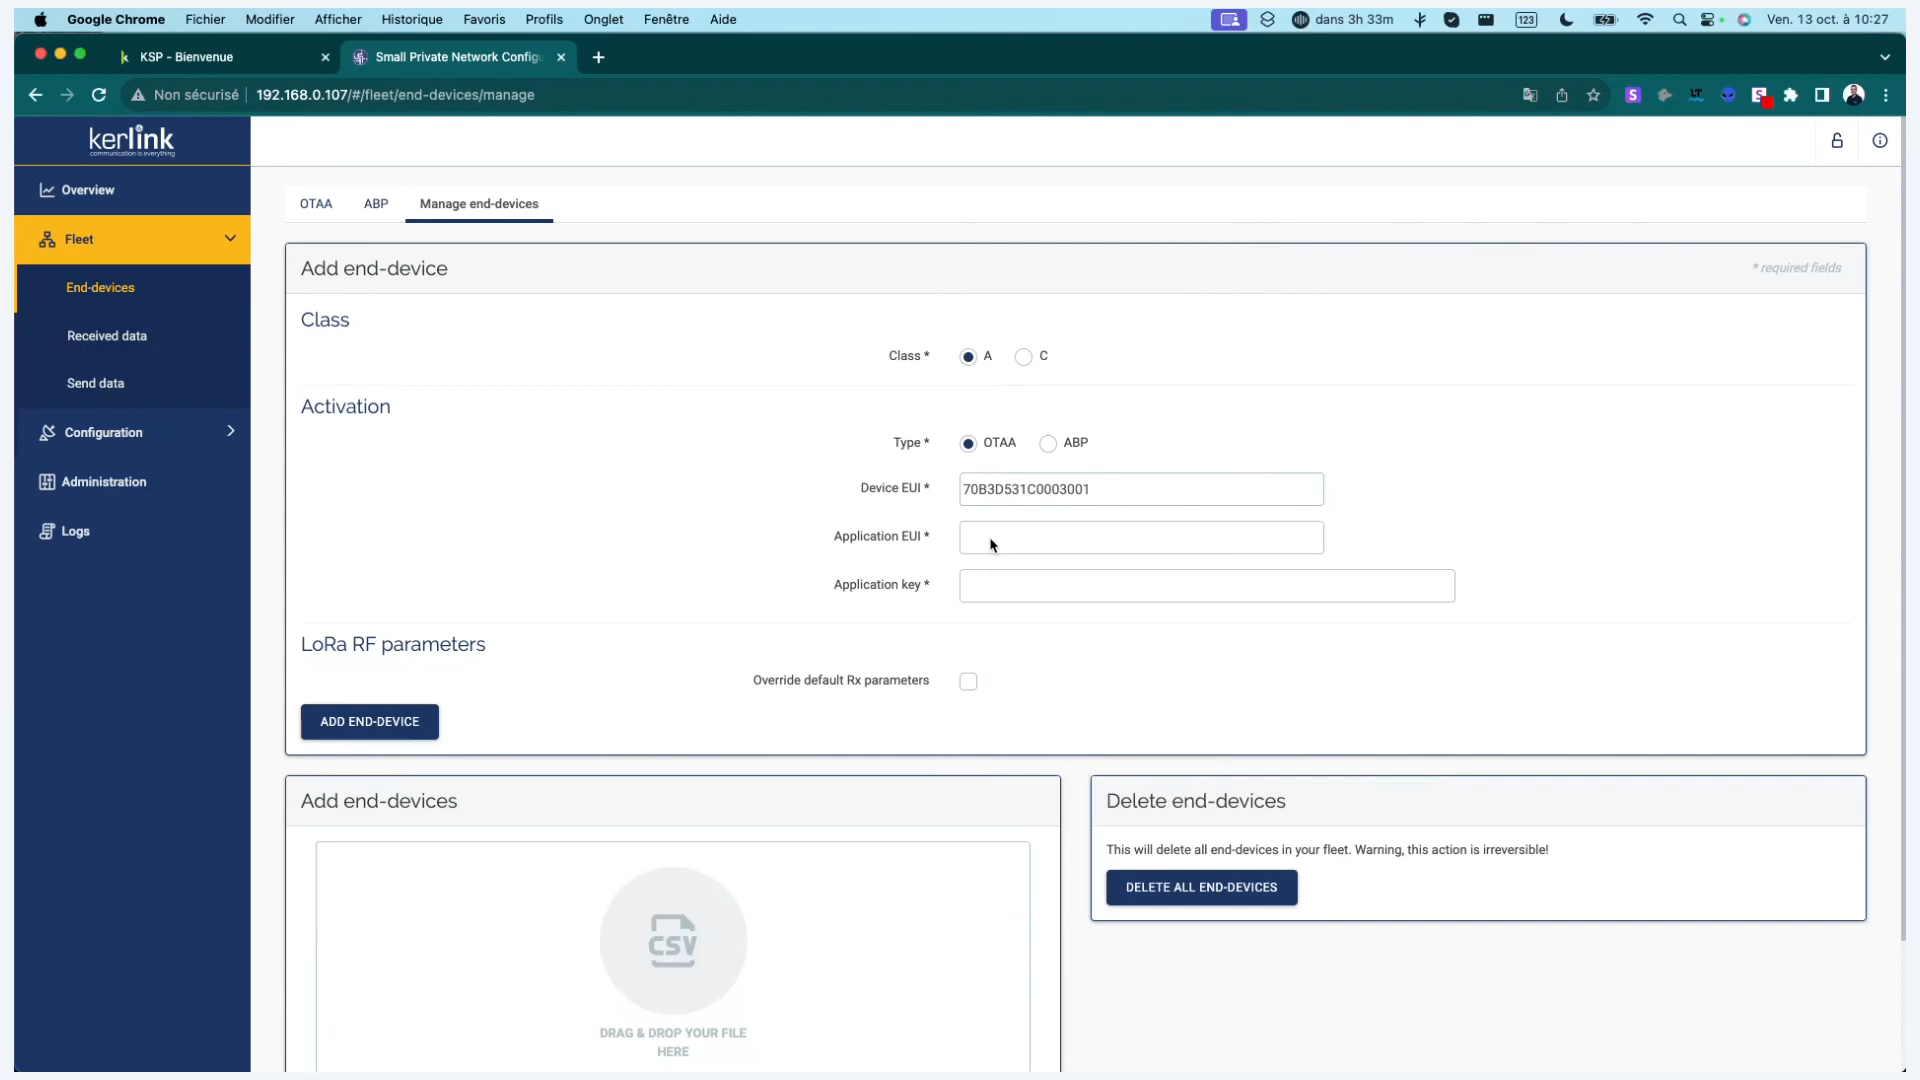 Google Chrome Fichier Modifier Afficher Historique Favoris Profils Onglet Fenêtre Aide dans 3h 33m 123 Ven. 13 oct. à 10:27
KSP - Bienvenue Small Private Network Configu
Non sécurisé 192.168.0.107/#/fleet/end-devices/manage
kerlink
communication is everything
Overview
Fleet
End-devices
Received data
Send data
Configuration
Administration
Logs
OTAA ABP Manage end-devices
Add end-device * required fields
Class
Class * A C
Activation
Type * OTAA ABP
Device EUI * 70B3D531C0003001
Application EUI *
Application key *
LoRa RF parameters
Override default Rx parameters
ADD END-DEVICE
Add end-devices
CSV
DRAG & DROP YOUR FILE
HERE
Delete end-devices
This will delete all end-devices in your fleet. Warning, this action is irreversible!
DELETE ALL END-DEVICES